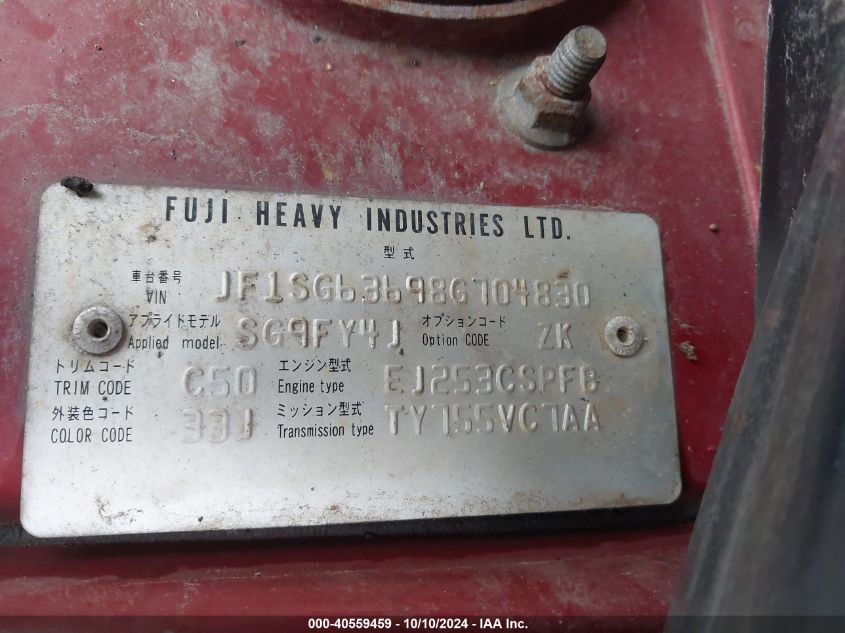 FUJI HEAVY INDUSTRIES LTD.
型式
車台番号
VIN JF1SG63698G704830
アプライドモデル
Applied model SG9FY4J
オプションコード
Option CODE ZK
トリムコード
TRIM CODE C50
エンジン型式
Engine type EJ253CSPFB
外装色コード
COLOR CODE 33J
ミッション型式
Transmission type TY755VC7AA
000-40559459 - 10/10/2024 - IAA Inc.